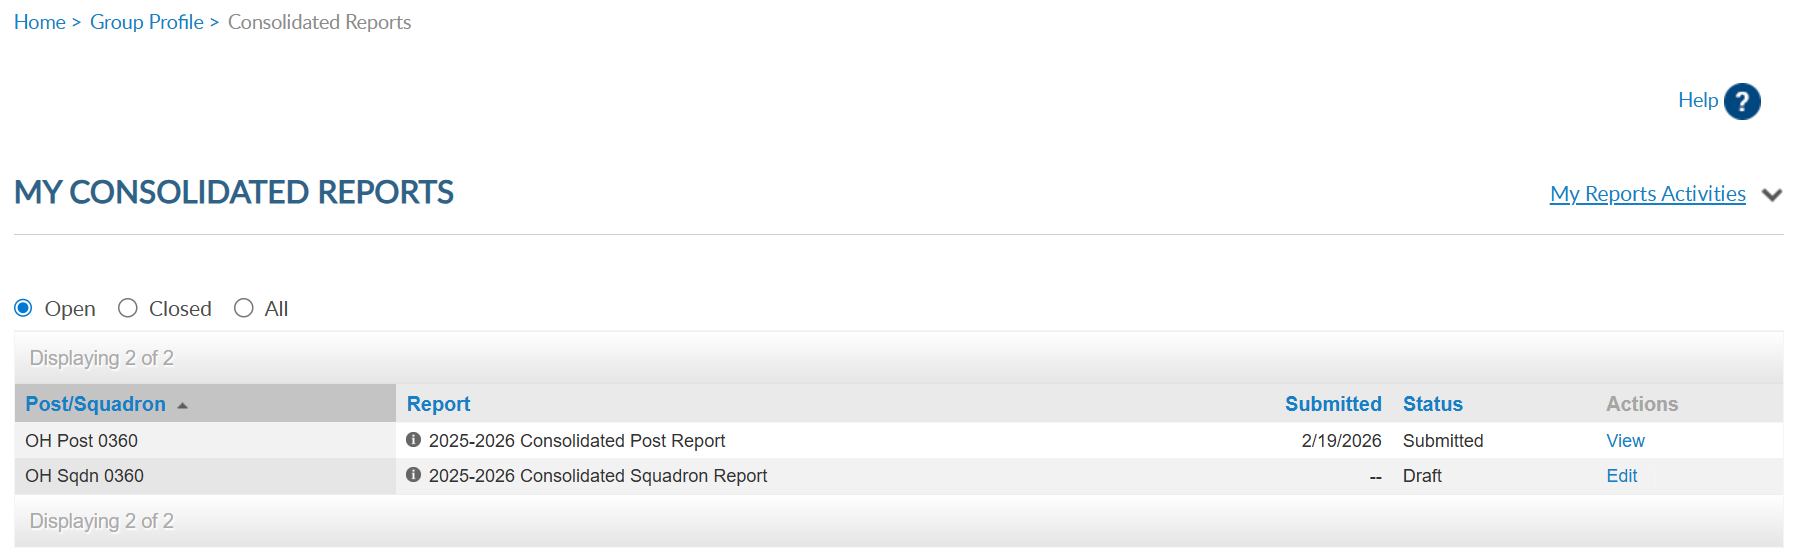 Home > Group Profile > Consolidated Reports
Help ?
MY CONSOLIDATED REPORTS
My Reports Activities
Open Closed All
Displaying 2 of 2
Post/Squadron Report Submitted Status Actions
OH Post 0360 2025-2026 Consolidated Post Report 2/19/2026 Submitted View
OH Sqdn 0360 2025-2026 Consolidated Squadron Report -- Draft Edit
Displaying 2 of 2